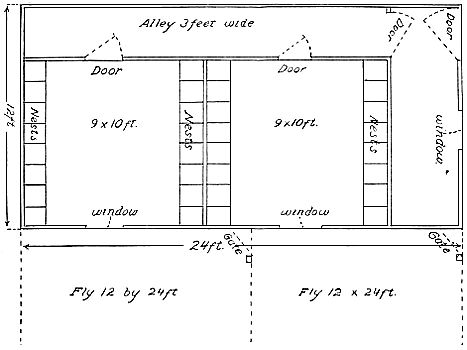 Alley 3 feet wide
Door
Door
Door
Door
9 x 10 ft.
9 x 10 ft.
Nests
Nests
Nests
12 ft
window
window
window
24 ft.
Gate
Gate
Fly 12 by 24 ft
Fly 12 x 24 ft.